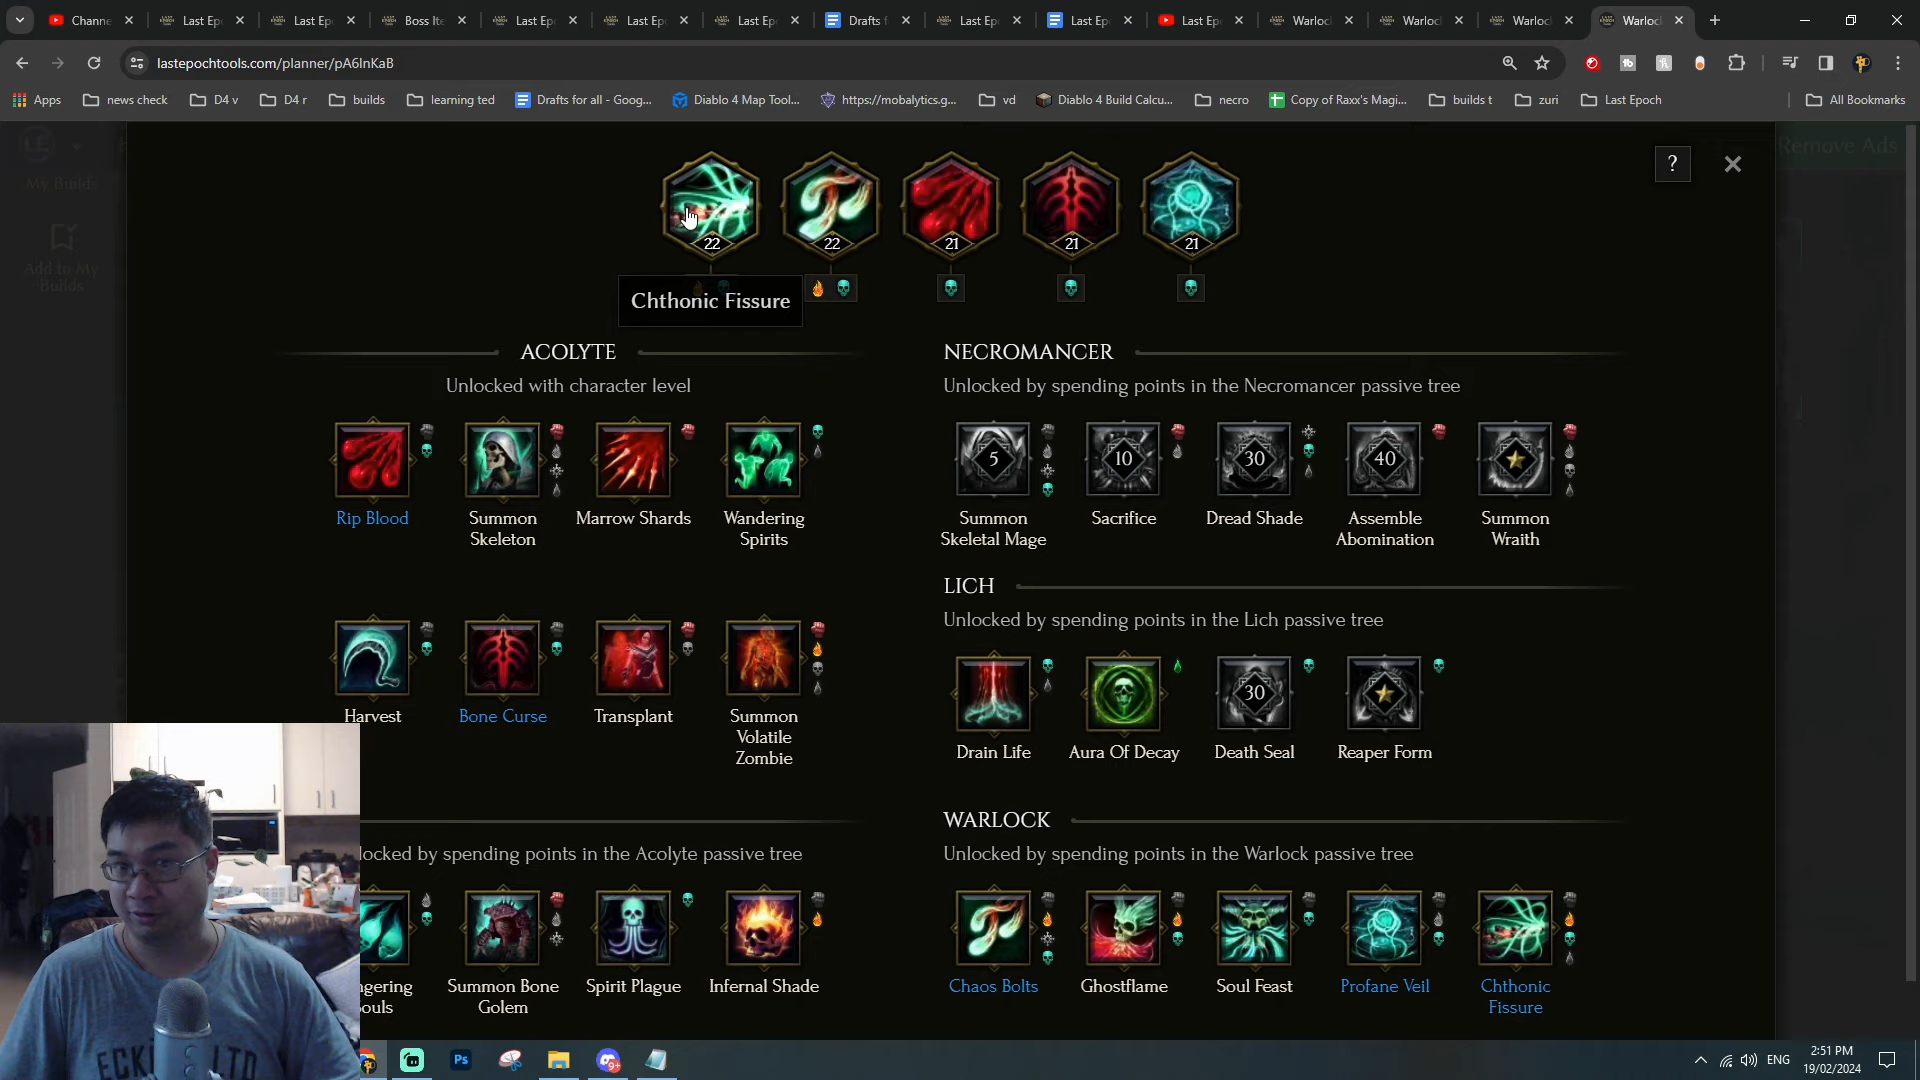 Channe
Last Ep
Last Ep
Boss Ite
Last Ep
Last Ep
Last Ep
Drafts f
Last Ep
Last Ep
Last Ep
Warloc
Warloc
Warloc
Warloc
lastepochtools.com/planner/pA6lnKaB
Apps
news check
D4 v
D4 r
builds
learning ted
Drafts for all - Goog...
Diablo 4 Map Tool...
https://mobalytics.g...
vd
Diablo 4 Build Calcu...
necro
Copy of Raxx's Magi...
builds t
zuri
Last Epoch
All Bookmarks
LE
My Builds
Add to My
Builds
Remove Ads
?
22
22
21
21
21
Chthonic Fissure
ACOLYTE
Unlocked with character level
Rip Blood
Summon
Skeleton
Marrow Shards
Wandering
Spirits
Harvest
Bone Curse
Transplant
Summon
Volatile
Zombie
NECROMANCER
Unlocked by spending points in the Necromancer passive tree
5
10
30
40
Summon
Skeletal Mage
Sacrifice
Dread Shade
Assemble
Abomination
Summon
Wraith
LICH
Unlocked by spending points in the Lich passive tree
30
Drain Life
Aura Of Decay
Death Seal
Reaper Form
locked by spending points in the Acolyte passive tree
ngering
Souls
Summon Bone
Golem
Spirit Plague
Infernal Shade
WARLOCK
Unlocked by spending points in the Warlock passive tree
Chaos Bolts
Ghostflame
Soul Feast
Profane Veil
Chthonic
Fissure
Ps
9+
ENG
2:51 PM
19/02/2024